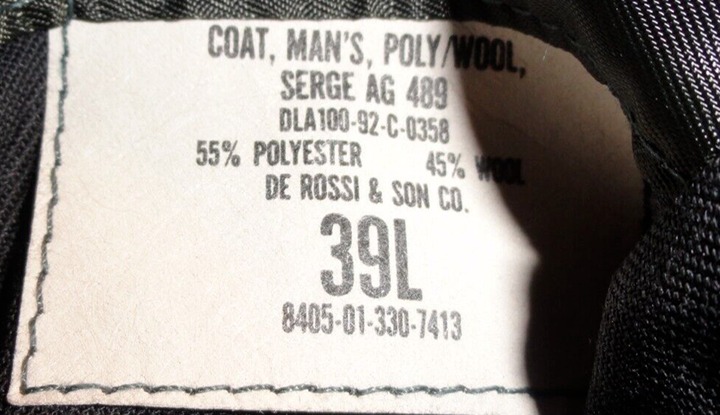 COAT, MAN'S, POLY/WOOL,
SERGE AG 489
DLA100-92-C-0358
55% POLYESTER 45% WOOL
DE ROSSI & SON CO.
39L
8405-01-330-7413